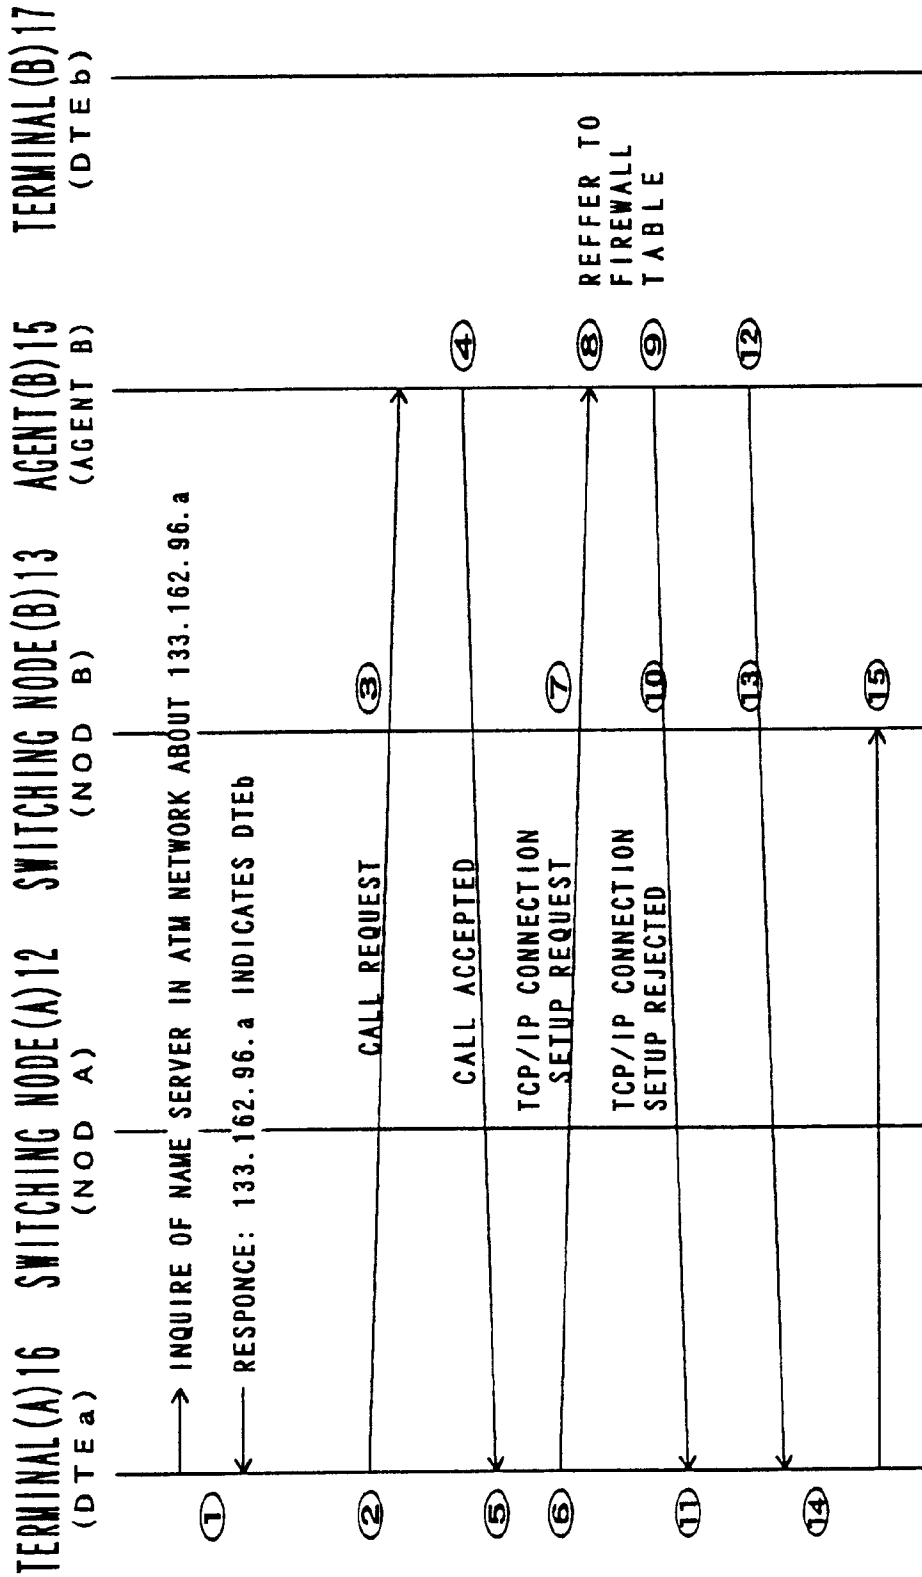 TERMINAL(A)16 SWITCHING NODE(A)12 SWITCHING NODE(B)13 AGENT(B)15 TERMINAL(B)17
(DTEa) (NOD A) (NOD B) (AGENT B) (DTEb)
① INQUIRE OF NAME SERVER IN ATM NETWORK ABOUT 133.162.96.a
RESPONCE: 133.162.96.a INDICATES DTEb
② CALL REQUEST ③
④
CALL ACCEPTED
⑤
TCP/IP CONNECTION
SETUP REQUEST
⑥ ⑦ ⑧ REFFER TO
FIREWALL
TABLE
TCP/IP CONNECTION
SETUP REJECTED
⑪ ⑩ ⑨
⑬ ⑫
⑭
⑮